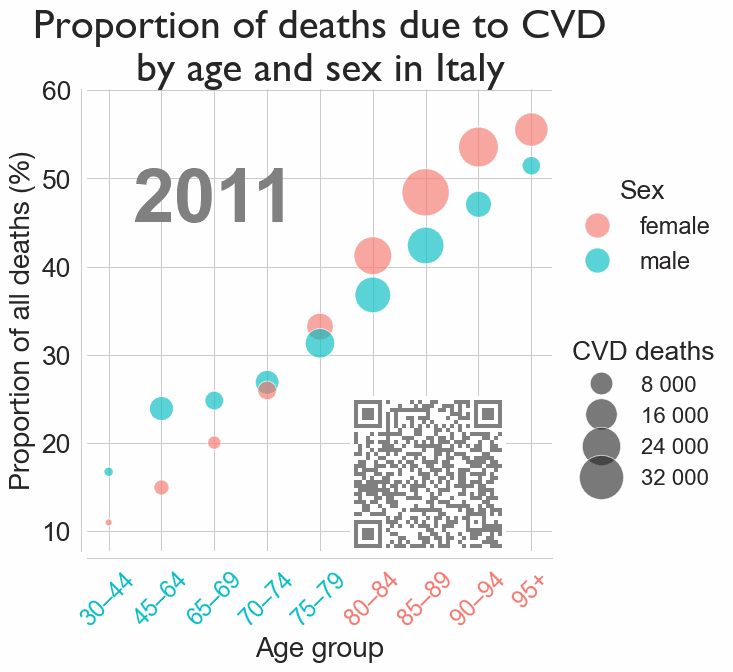 Proportion of deaths due to CVD
by age and sex in Italy
60
50
40
30
20
10
Proportion of all deaths (%)
2011
Sex
female
male
CVD deaths
8 000
16 000
24 000
32 000
30–44
45–64
65–69
70–74
75–79
80–84
85–89
90–94
95+
Age group